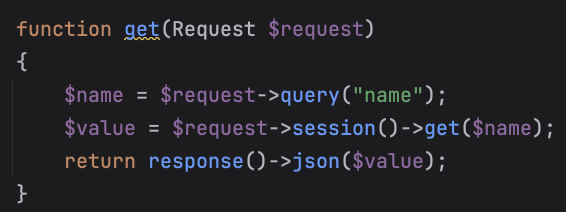 function get(Request $request)
{
    $name = $request->query("name");
    $value = $request->session()->get($name);
    return response()->json($value);
}